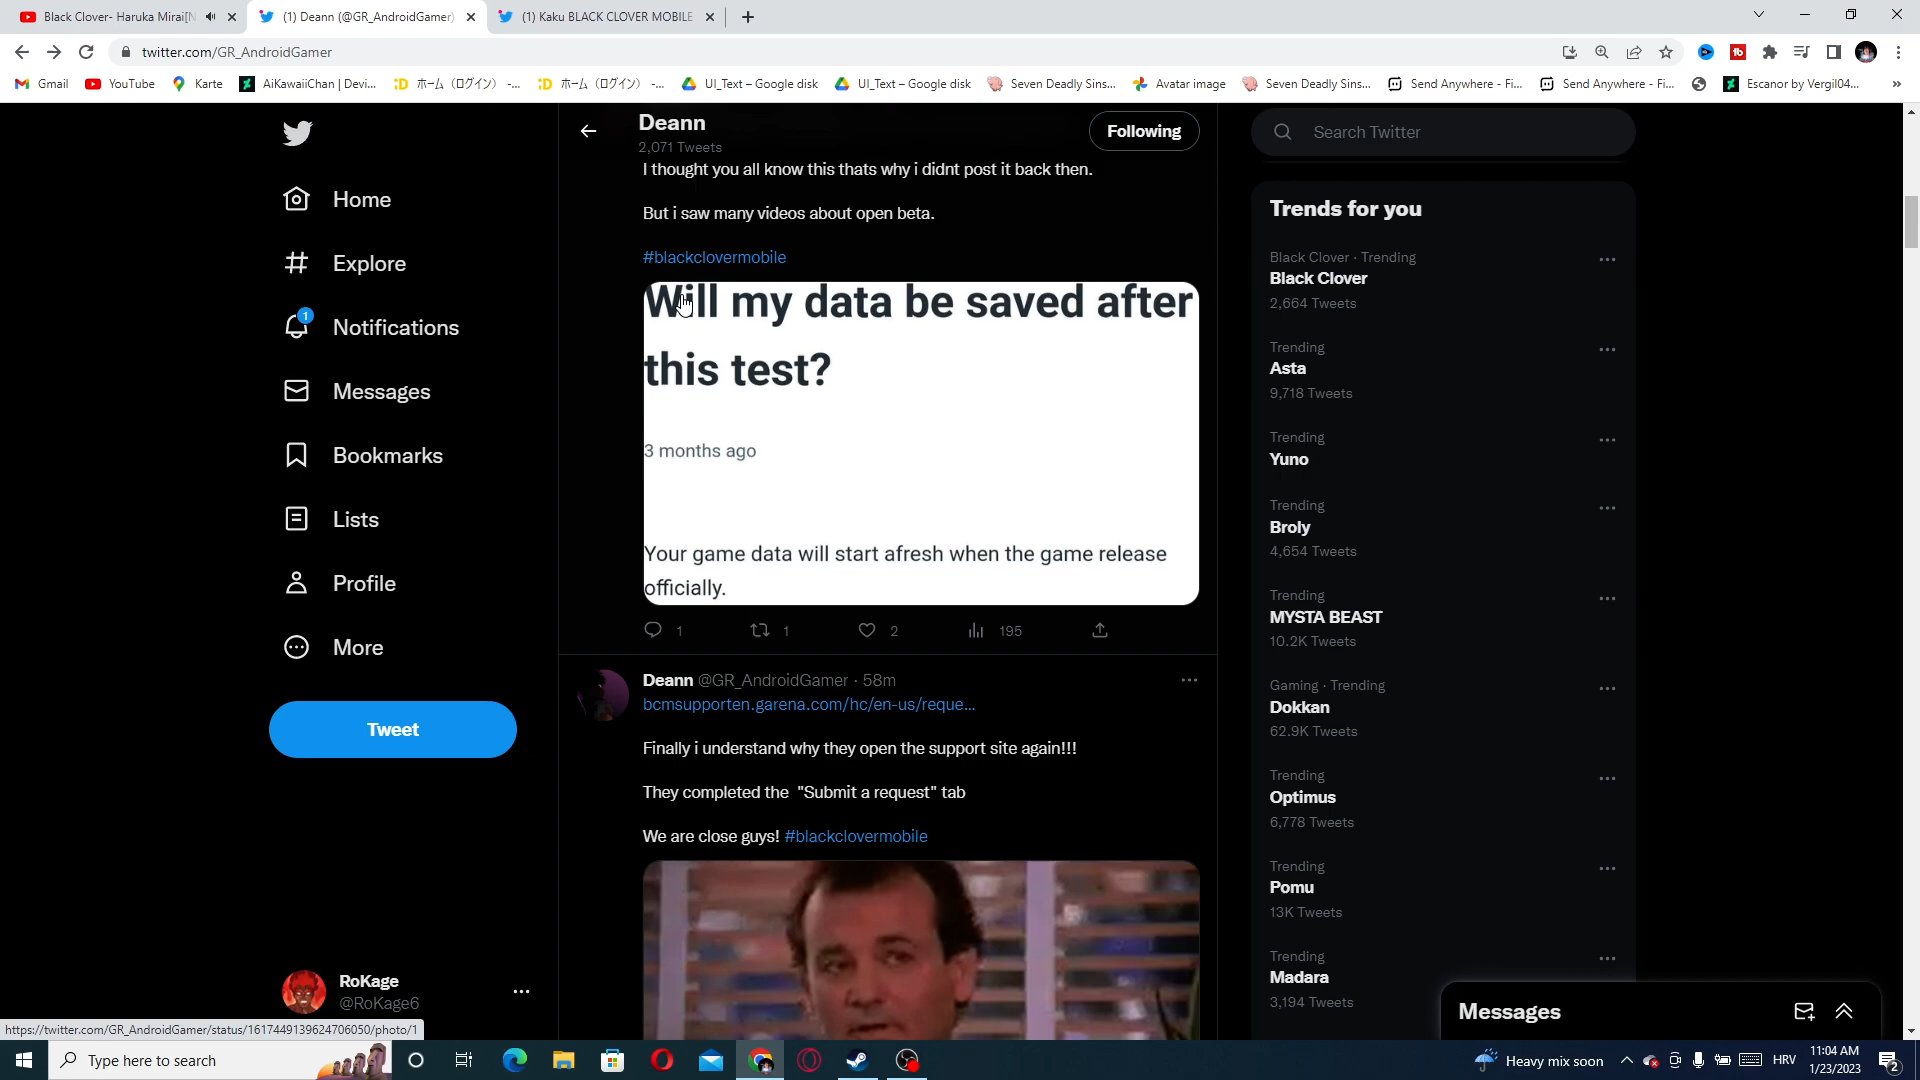 Black Clover- Haruka Mirai[N
(1) Deann (@GR_AndroidGamer)
(1) Kaku BLACK CLOVER MOBILE
twitter.com/GR_AndroidGamer
Gmail
YouTube
Karte
AiKawaiiChan | Devi...
ホーム（ログイン） -...
ホーム（ログイン） -...
UI_Text – Google disk
UI_Text – Google disk
Seven Deadly Sins...
Avatar image
Seven Deadly Sins...
Send Anywhere - Fi...
Send Anywhere - Fi...
Escanor by Vergil04...
Home
Explore
1
Notifications
Messages
Bookmarks
Lists
Profile
More
Tweet
RoKage
@RoKage6
Deann
2,071 Tweets
Following
I thought you all know this thats why i didnt post it back then.
But i saw many videos about open beta.
#blackclovermobile
Will my data be saved after
this test?
3 months ago
Your game data will start afresh when the game release
officially.
1
1
2
195
Deann @GR_AndroidGamer · 58m
bcmsupporten.garena.com/hc/en-us/reque...
Finally i understand why they open the support site again!!!
They completed the "Submit a request" tab
We are close guys! #blackclovermobile
Search Twitter
Trends for you
Black Clover · Trending
Black Clover
2,664 Tweets
Trending
Asta
9,718 Tweets
Trending
Yuno
Trending
Broly
4,654 Tweets
Trending
MYSTA BEAST
10.2K Tweets
Gaming · Trending
Dokkan
62.9K Tweets
Trending
Optimus
6,778 Tweets
Trending
Pomu
13K Tweets
Trending
Madara
3,194 Tweets
Messages
https://twitter.com/GR_AndroidGamer/status/1617449139624706050/photo/1
Type here to search
Heavy mix soon
HRV
11:04 AM
1/23/2023
2